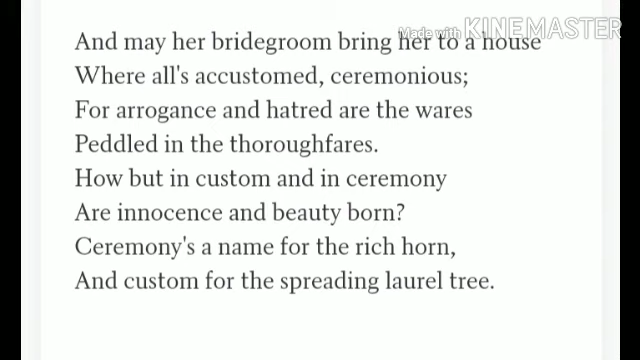 Made with KINEMASTER
And may her bridegroom bring her to a house
Where all's accustomed, ceremonious;
For arrogance and hatred are the wares
Peddled in the thoroughfares.
How but in custom and in ceremony
Are innocence and beauty born?
Ceremony's a name for the rich horn,
And custom for the spreading laurel tree.